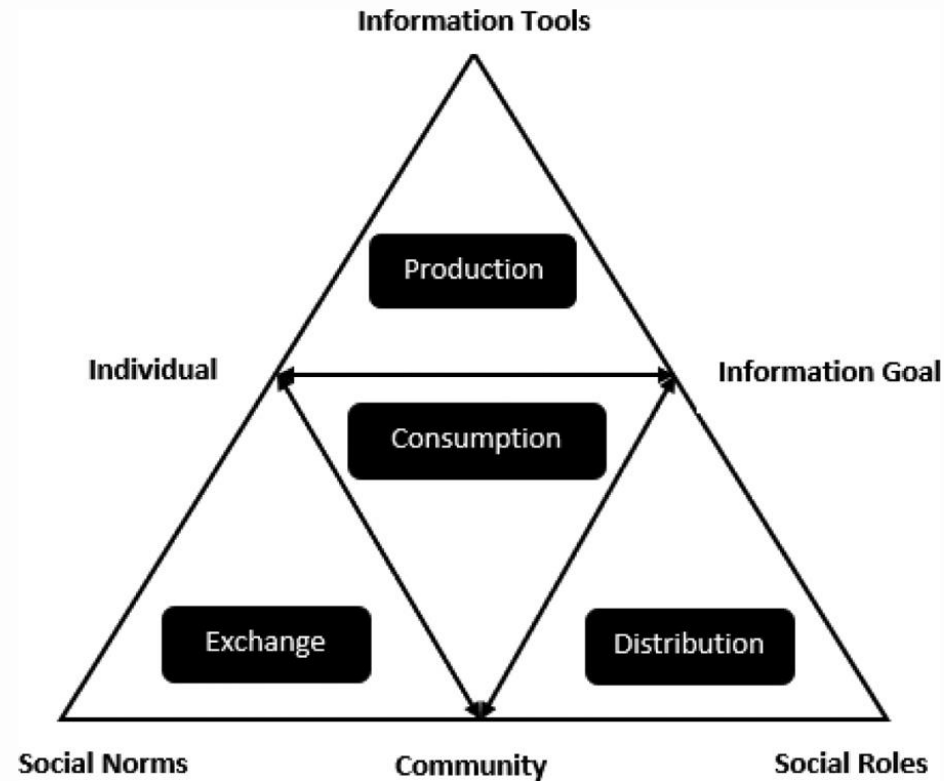 Information Tools
Production
Individual
Information Goal
Consumption
Exchange
Distribution
Social Norms
Community
Social Roles